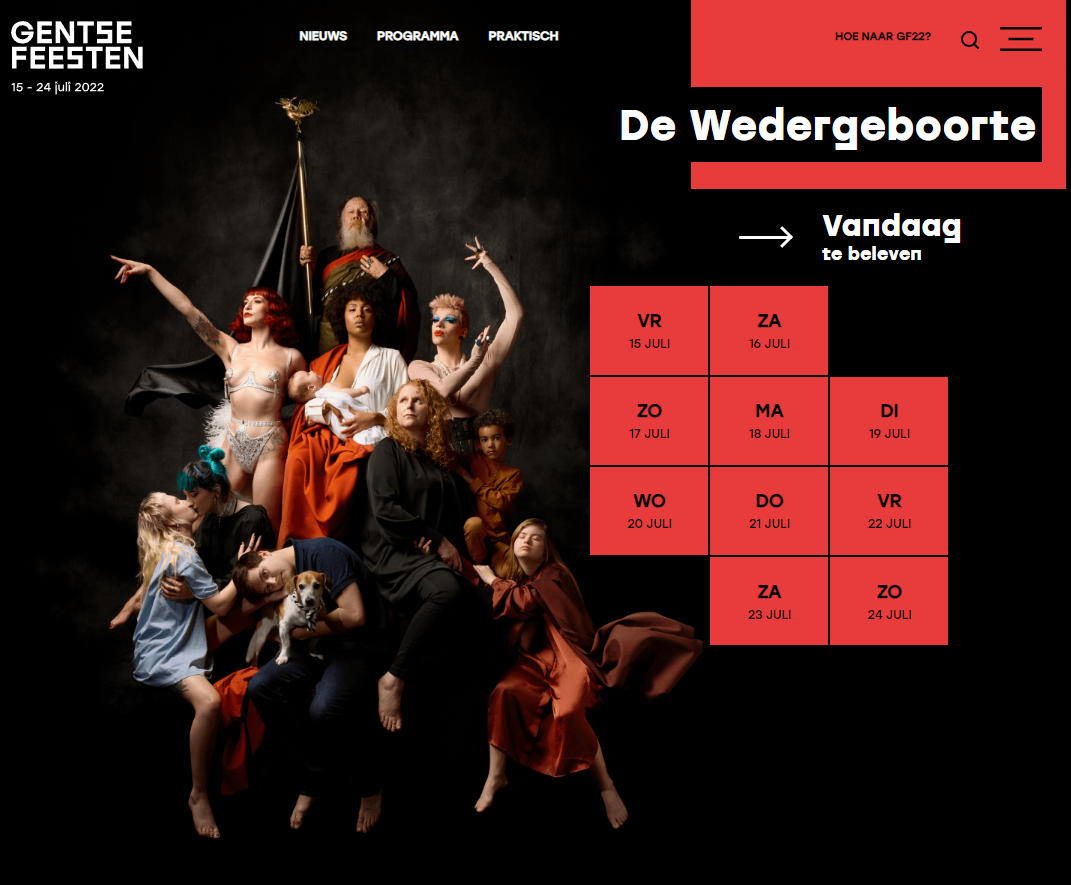 GENTSE
FEESTEN
15 - 24 juli 2022
NIEUWS
PROGRAMMA
PRAKTISCH
HOE NAAR GF22?
De Wedergeboorte
Vandaag
te beleven
VR
15 JULI
ZA
16 JULI
ZO
17 JULI
MA
18 JULI
DI
19 JULI
WO
20 JULI
DO
21 JULI
VR
22 JULI
ZA
23 JULI
ZO
24 JULI